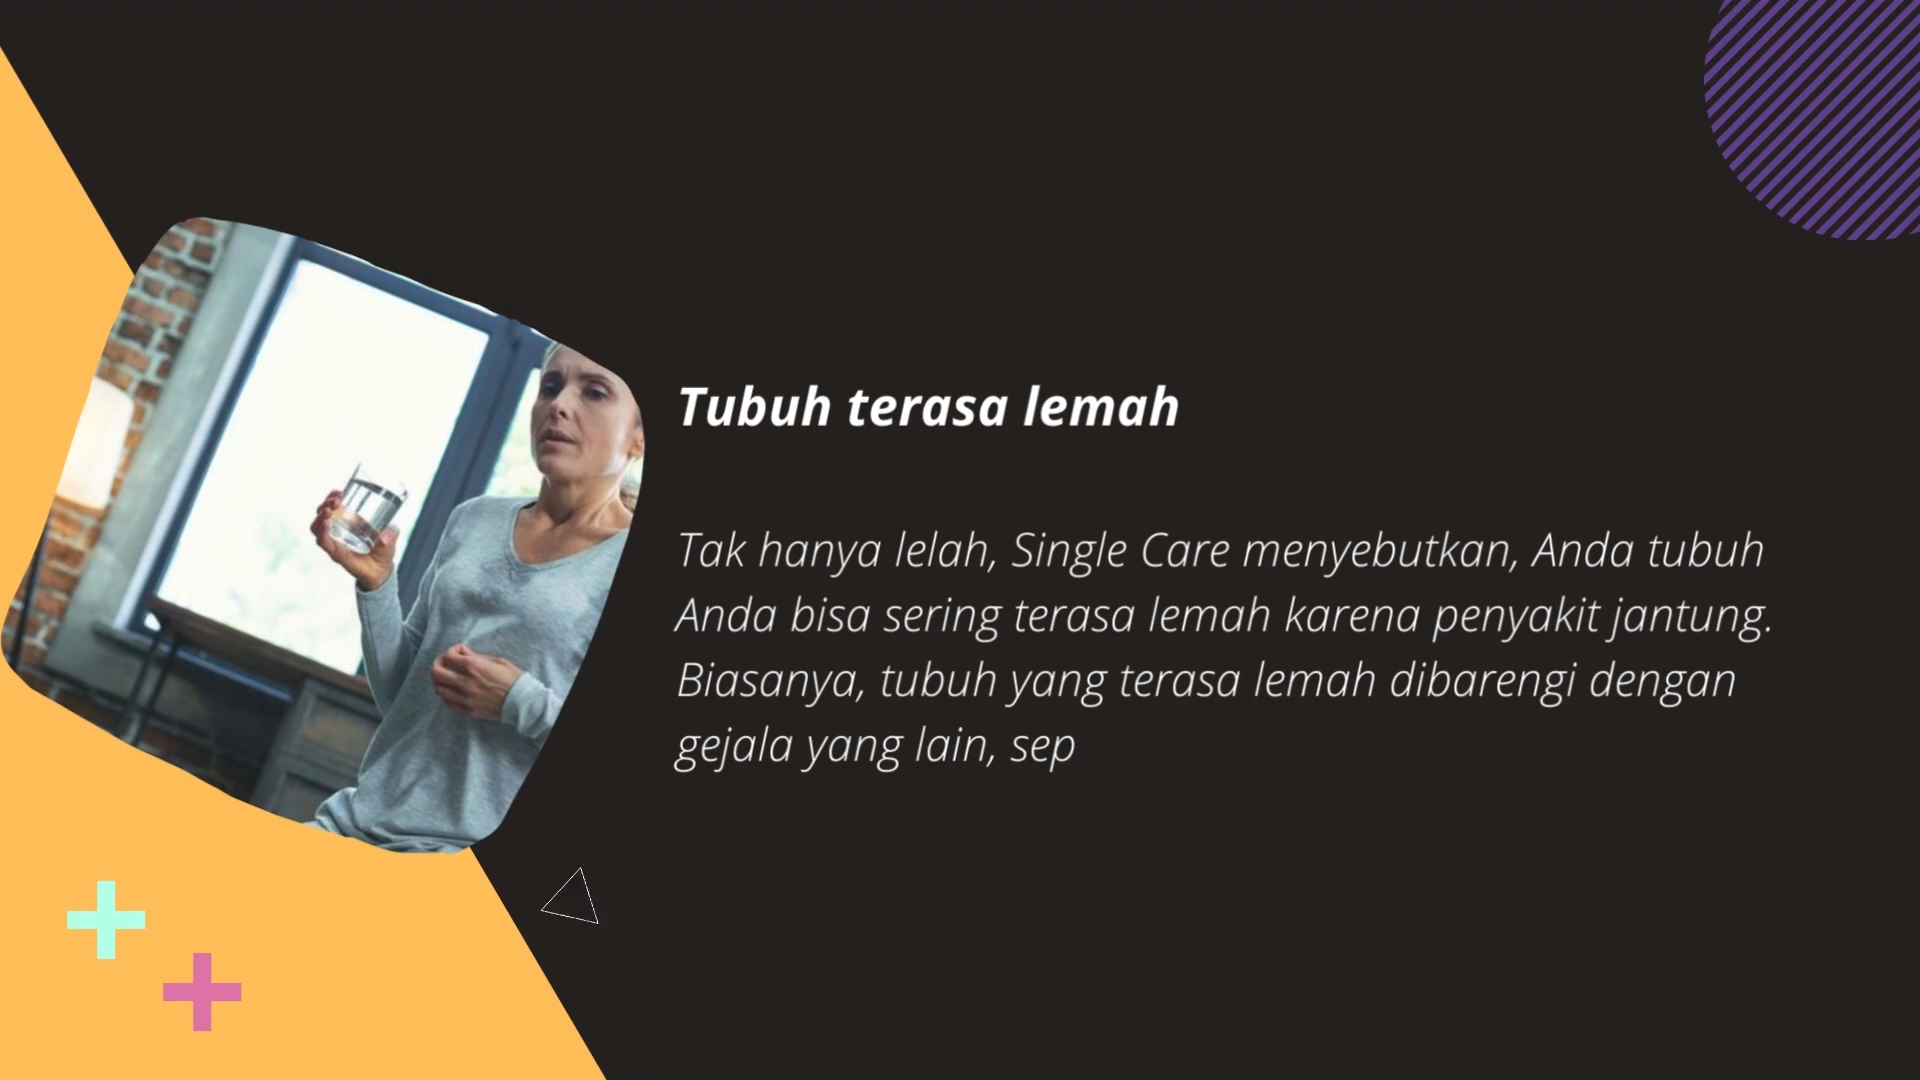 Tubuh terasa lemah
Tak hanya lelah, Single Care menyebutkan, Anda tubuh
Anda bisa sering terasa lemah karena penyakit jantung.
Biasanya, tubuh yang terasa lemah dibarengi dengan
gejala yang lain, sep